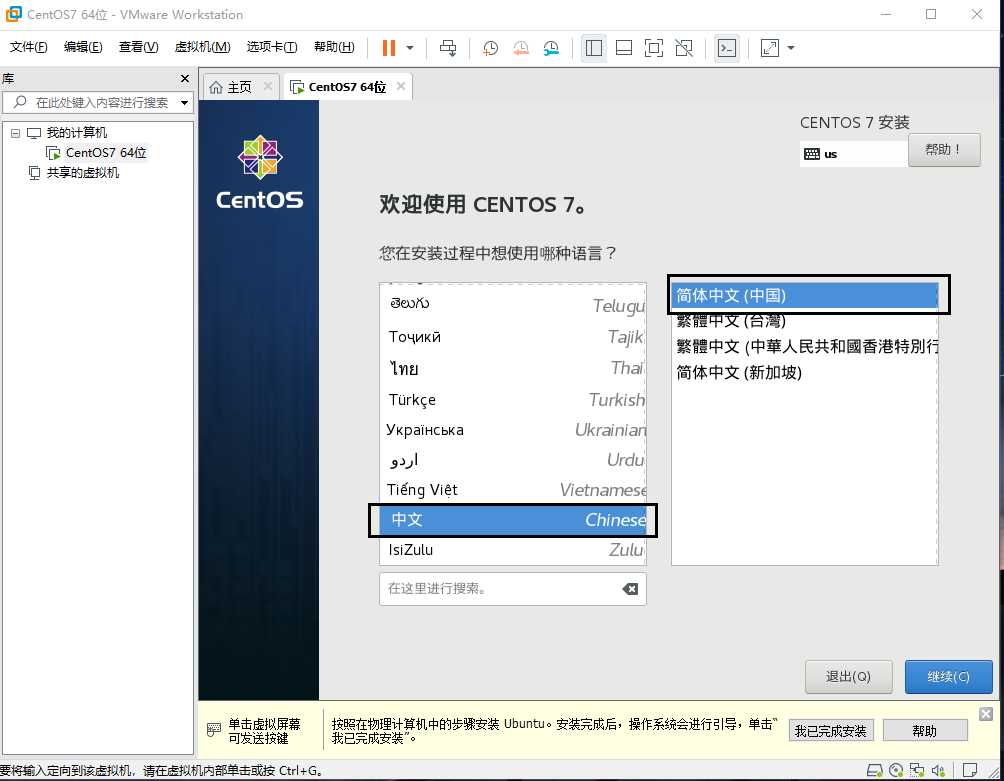 CentOS7 64位 - VMware Workstation
文件(F) 编辑(E) 查看(V) 虚拟机(M) 选项卡(T) 帮助(H)
库
在此处键入内容进行搜索
我的计算机
CentOS7 64位
共享的虚拟机
主页 CentOS7 64位
CentOS
CENTOS 7 安装
us
帮助！
欢迎使用 CENTOS 7。
您在安装过程中想使用哪种语言？
తెలుగు Telugu
Тоҷикӣ Tajik
ไทย Thai
Türkçe Turkish
Українська Ukrainian
اردو Urdu
Tiếng Việt Vietnamese
中文 Chinese
IsiZulu Zulu
在这里进行搜索。
简体中文 (中国)
繁體中文 (台灣)
繁體中文 (中華人民共和國香港特別行
简体中文 (新加坡)
退出(Q) 继续(C)
单击虚拟屏幕
可发送按键
按照在物理计算机中的步骤安装 Ubuntu。安装完成后，操作系统会进行引导，单击“
我已完成安装”。
我已完成安装 帮助
要将输入定向到该虚拟机，请在虚拟机内部单击或按 Ctrl+G。